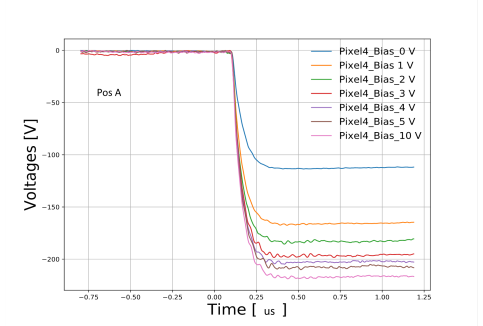 0
−50
−100
−150
−200
Voltages [V]
Pos A
Pixel4_Bias_0 V
Pixel4_Bias 1 V
Pixel4_Bias_2 V
Pixel4_Bias_3 V
Pixel4_Bias_4 V
Pixel4_Bias_5 V
Pixel4_Bias_10 V
−0.75 −0.50 −0.25 0.00 0.25 0.50 0.75 1.00 1.25
Time [ us ]